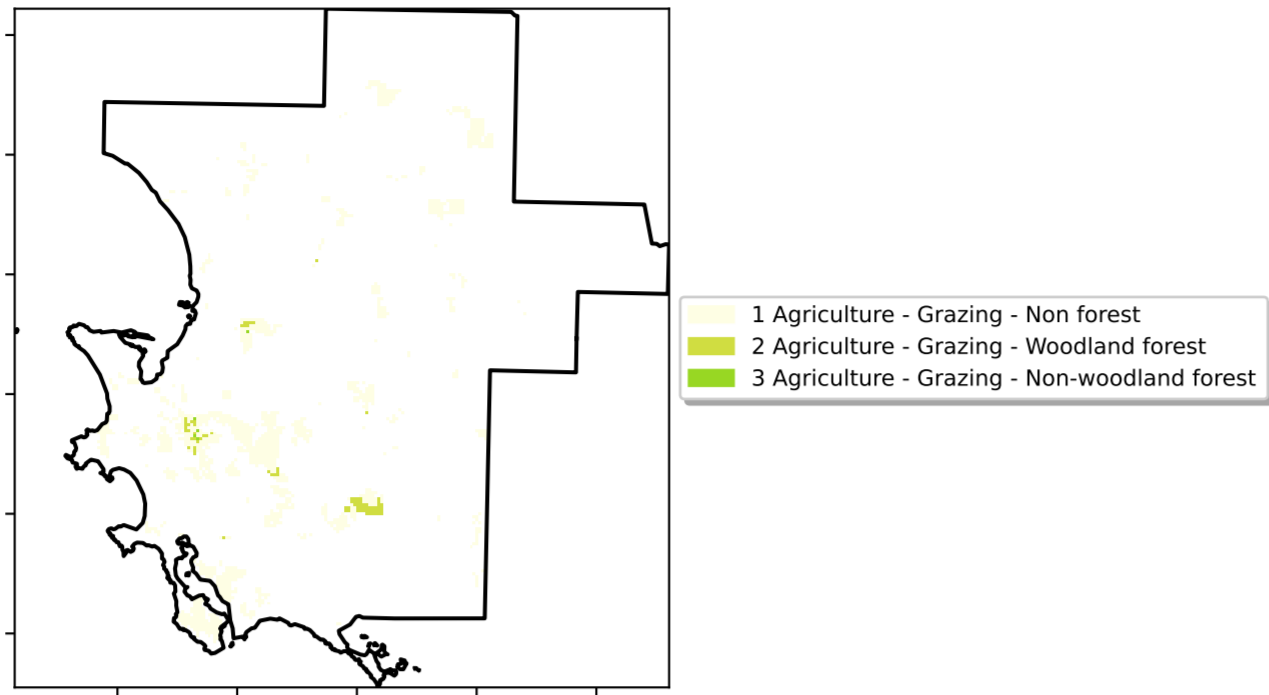 1 Agriculture - Grazing - Non forest
2 Agriculture - Grazing - Woodland forest
3 Agriculture - Grazing - Non-woodland forest